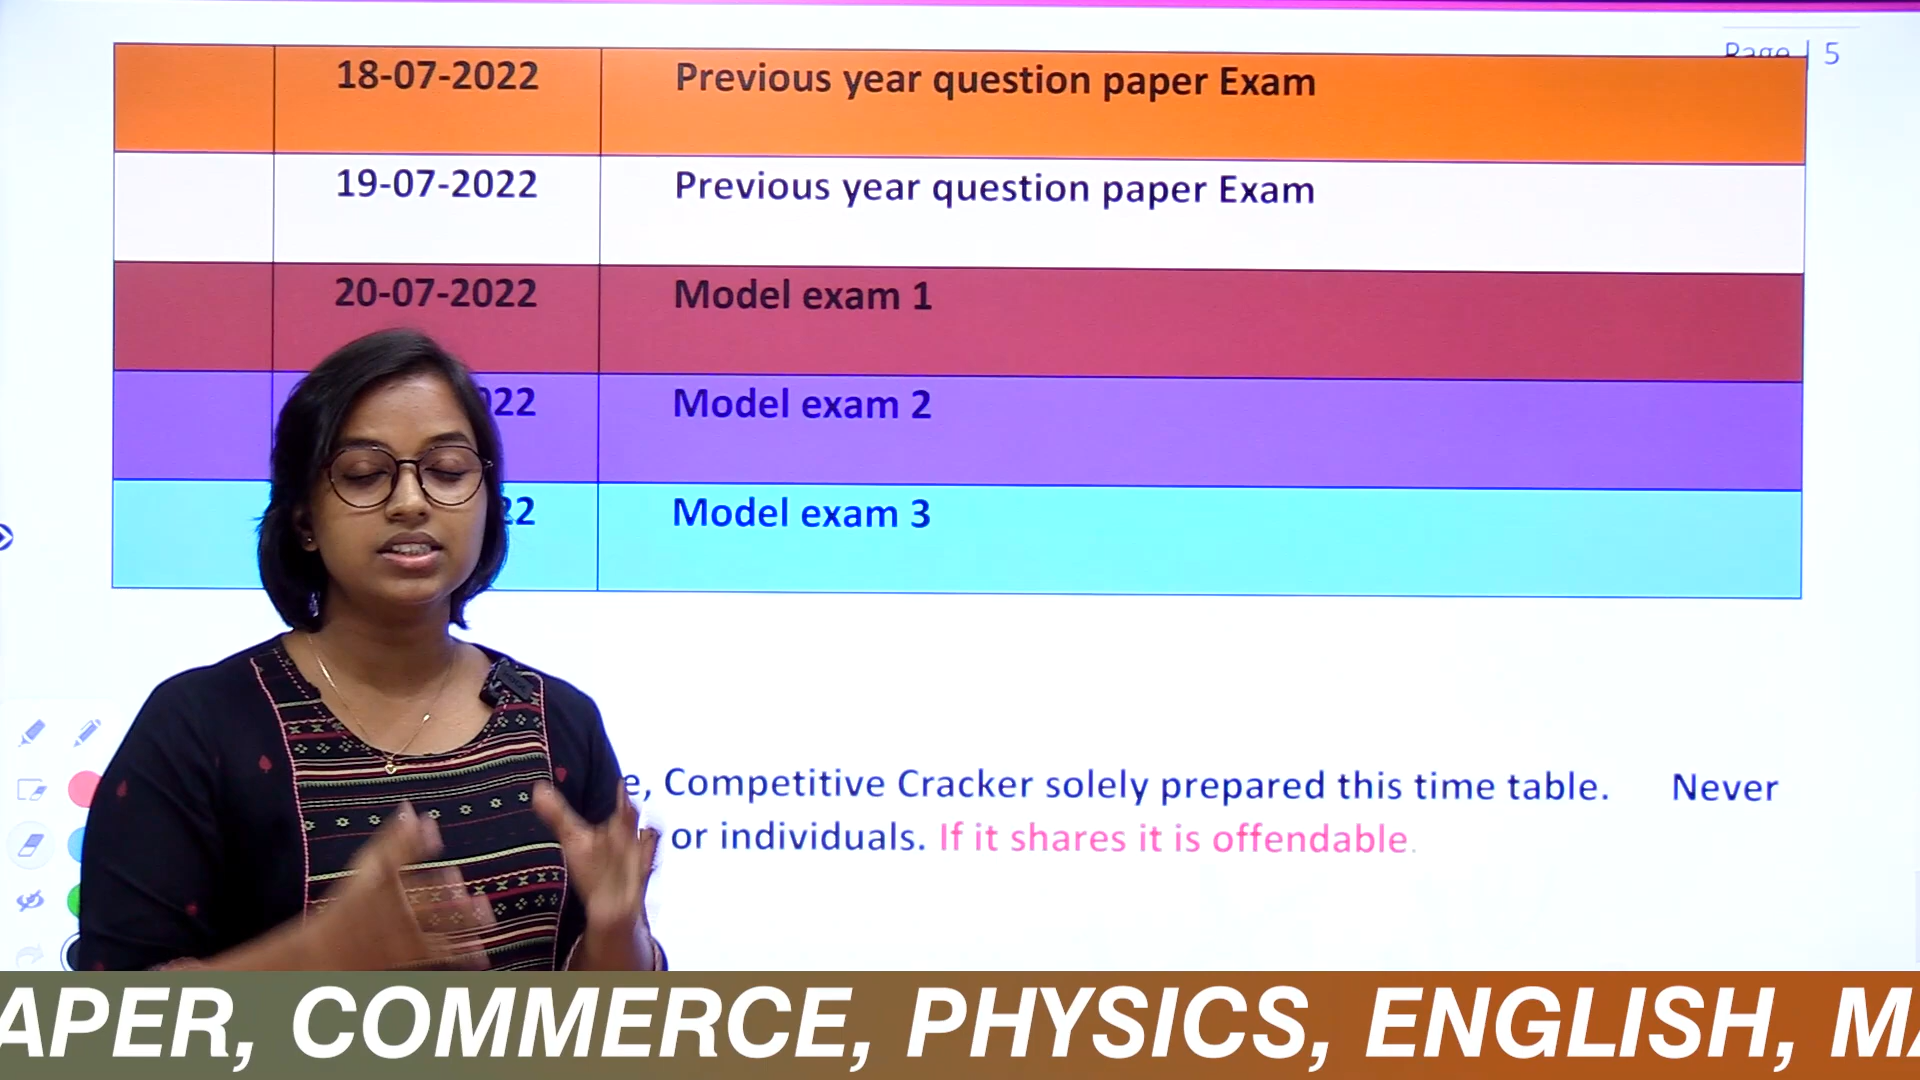 Page | 5
18-07-2022 Previous year question paper Exam
19-07-2022 Previous year question paper Exam
20-07-2022 Model exam 1
22 Model exam 2
22 Model exam 3
e, Competitive Cracker solely prepared this time table. Never
or individuals. If it shares it is offendable.
APER, COMMERCE, PHYSICS, ENGLISH, MA